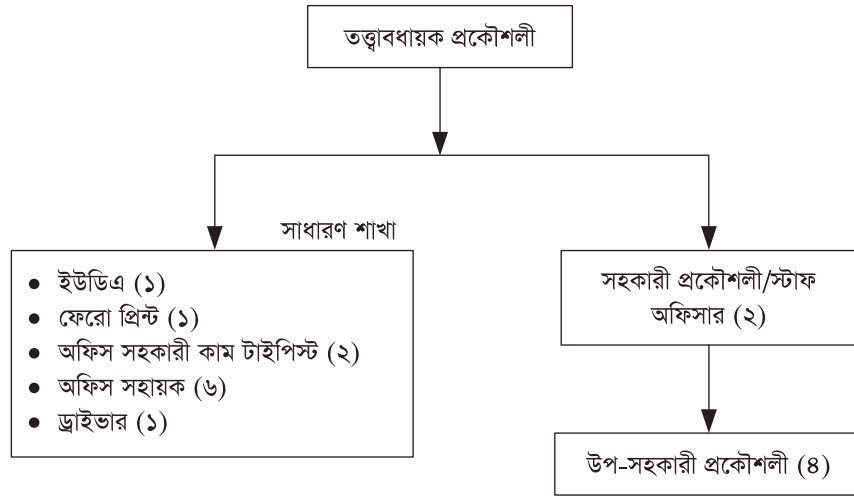 তত্ত্বাবধায়ক প্রকৌশলী
সাধারণ শাখা
• ইউডিএ (১)
• ফেরো প্রিন্ট (১)
• অফিস সহকারী কাম টাইপিস্ট (২)
• অফিস সহায়ক (৬)
• ড্রাইভার (১)
সহকারী প্রকৌশলী/স্টাফ
অফিসার (২)
উপ-সহকারী প্রকৌশলী (৪)